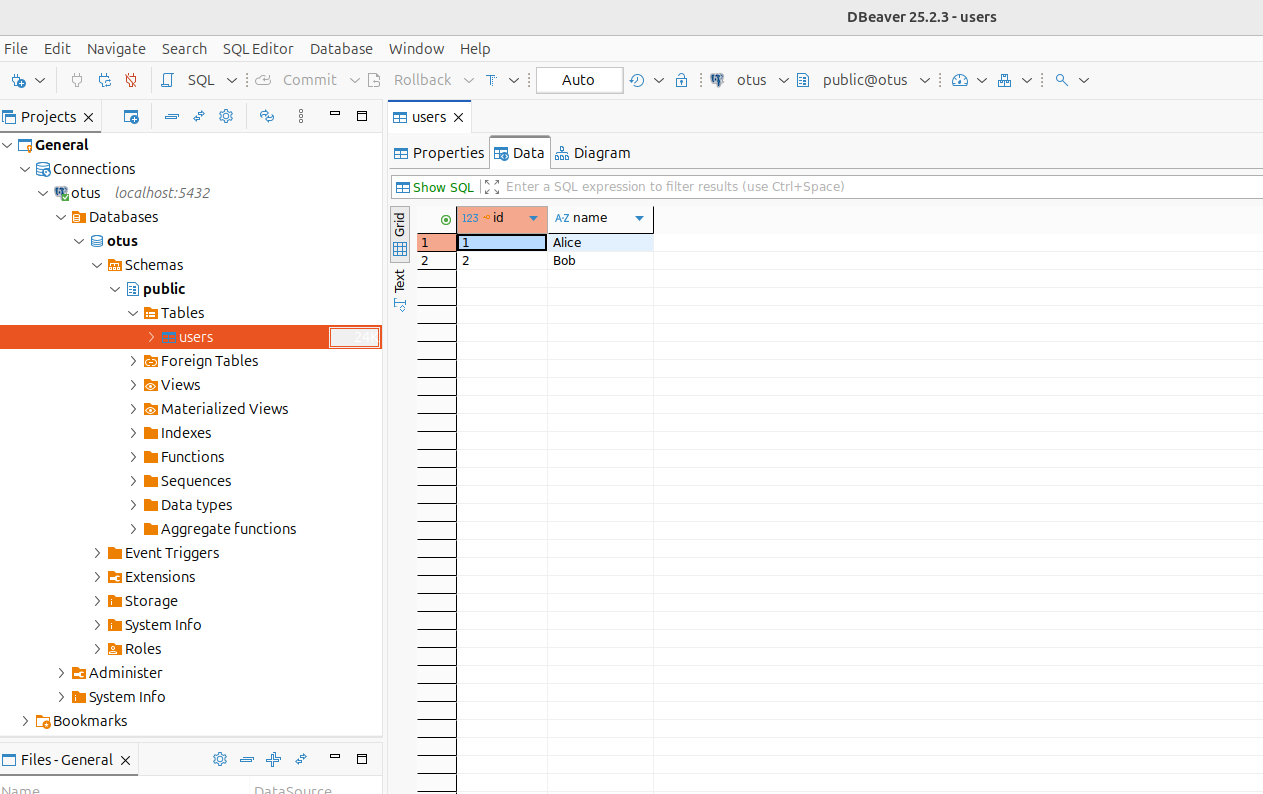 DBeaver 25.2.3 - users
File Edit Navigate Search SQL Editor Database Window Help
SQL Commit Rollback T Auto otus public@otus
Projects
users
General
Connections
otus localhost:5432
Databases
otus
Schemas
public
Tables
users
Foreign Tables
Views
Materialized Views
Indexes
Functions
Sequences
Data types
Aggregate functions
Event Triggers
Extensions
Storage
System Info
Roles
Administer
System Info
Bookmarks
Files - General
Name DataSource
Properties Data Diagram
Show SQL Enter a SQL expression to filter results (use Ctrl+Space)
Grid
Text
123 id A-Z name
1 1 Alice
2 2 Bob